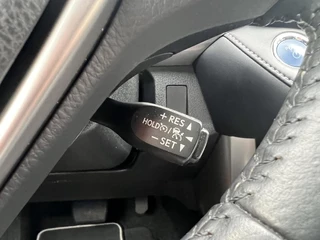 + RES ▲
HOLD /
− SET ▼